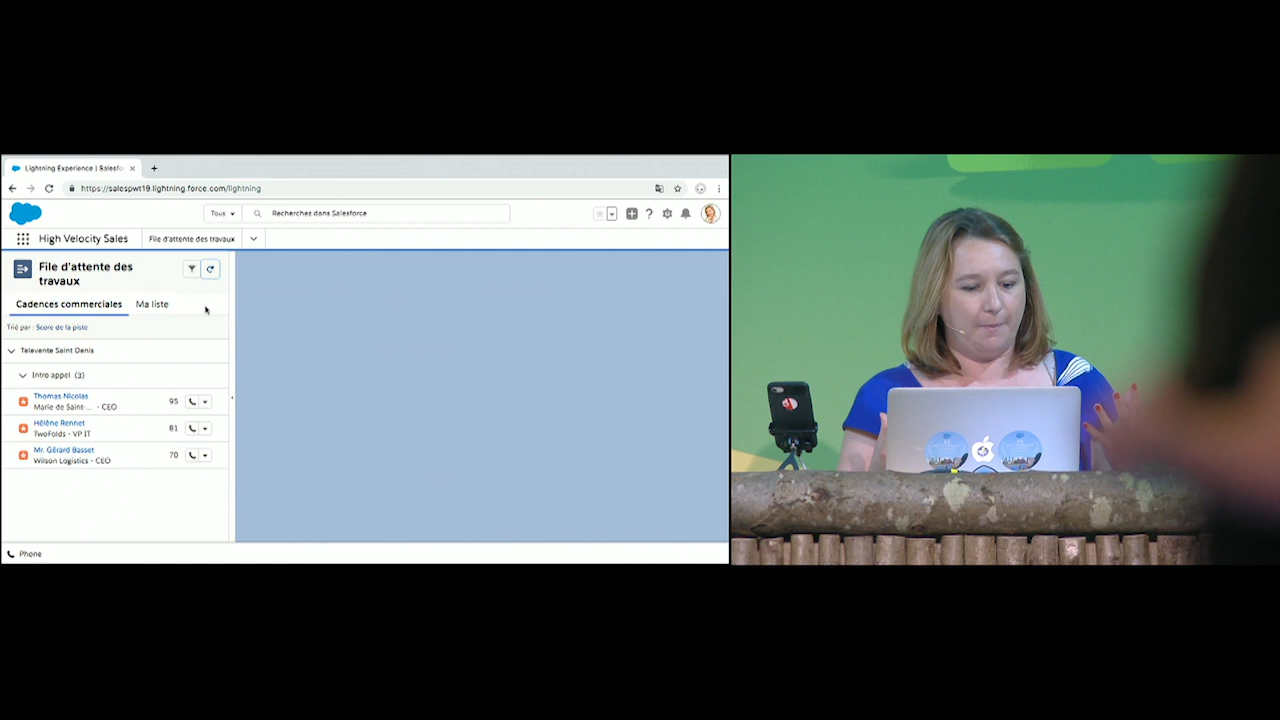 Lightning Experience | Salesfo
https://salespwt19.lightning.force.com/lightning
Tous
Recherchez dans Salesforce
High Velocity Sales
File d'attente des travaux
File d'attente des
travaux
Cadences commerciales
Ma liste
Trié par : Score de la piste
Televente Saint Denis
Intro appel (3)
Thomas Nicolas
Marie de Saint-... - CEO
95
Hélène Rennet
TwoFolds - VP IT
81
Mr. Gérard Basset
Wilson Logistics - CEO
70
Phone